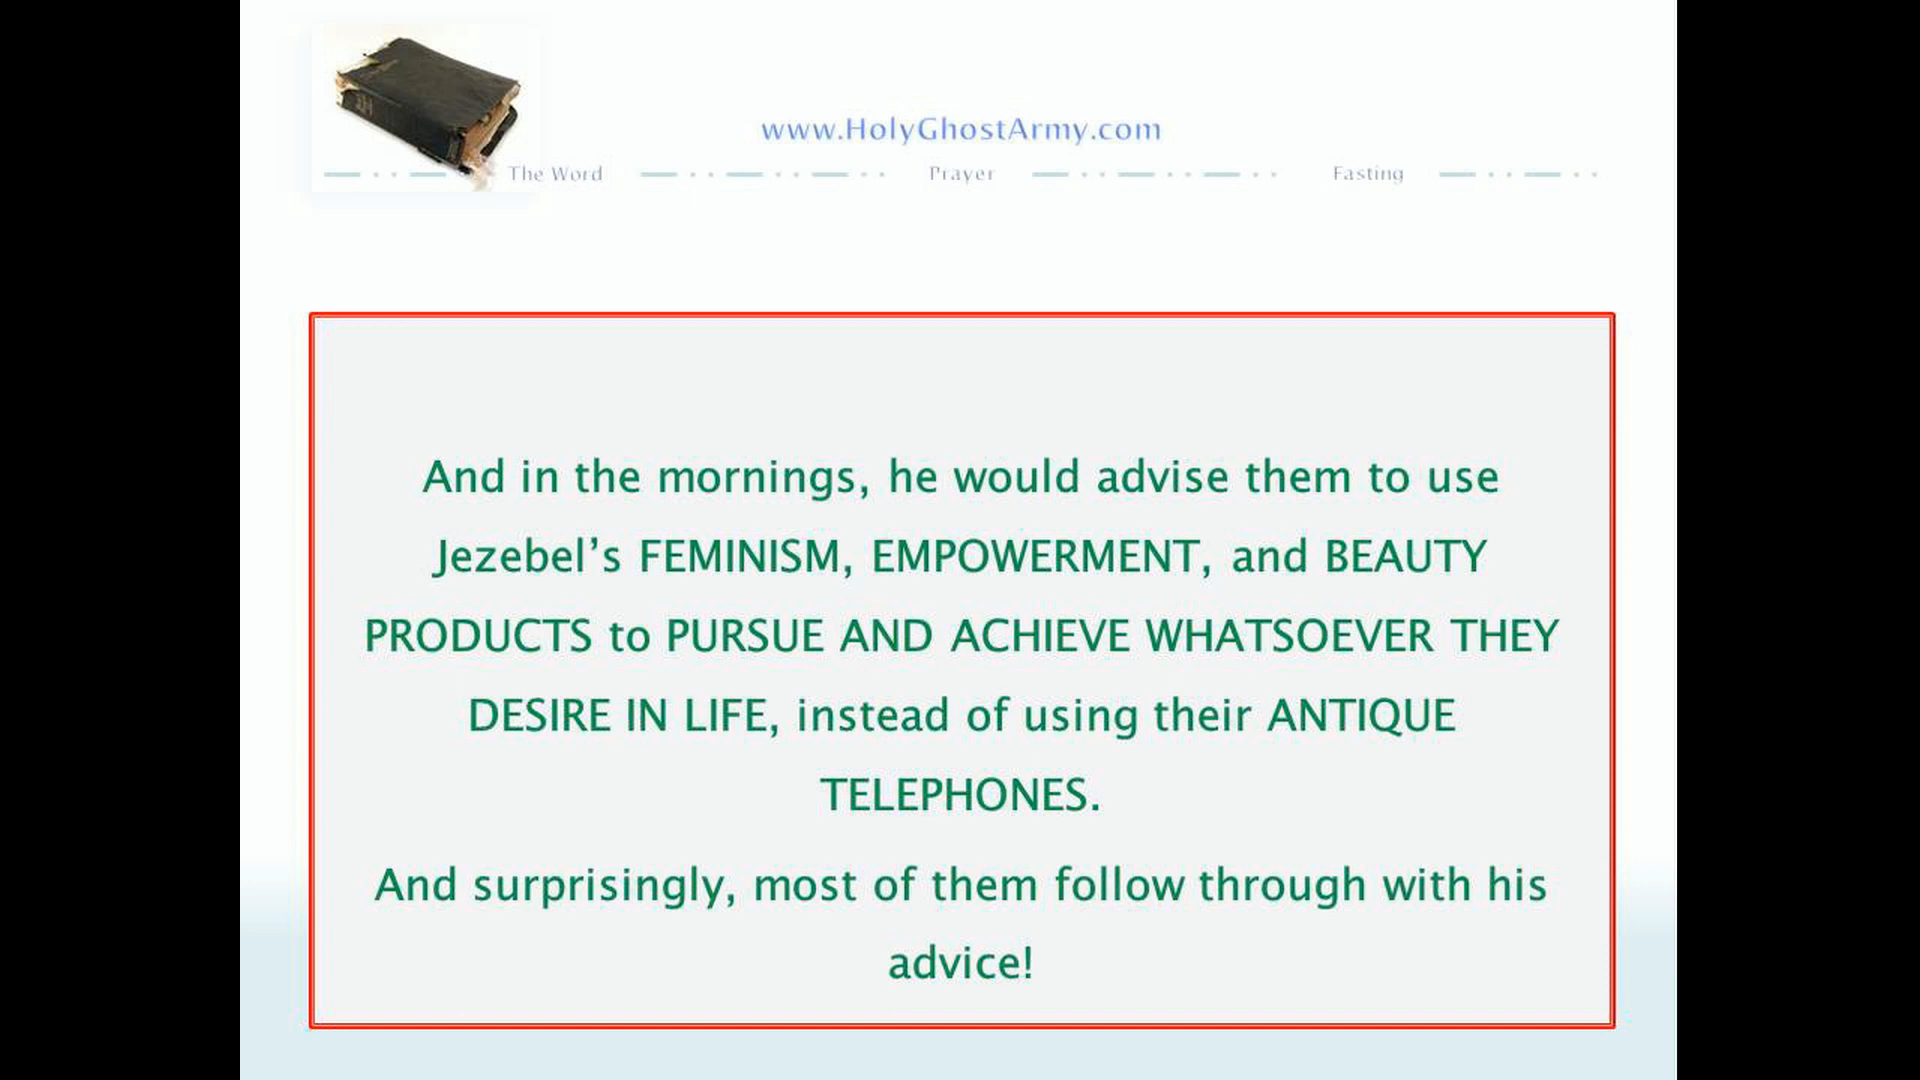 www.HolyGhostArmy.com
The Word
Prayer
Fasting
And in the mornings, he would advise them to use
Jezebel’s FEMINISM, EMPOWERMENT, and BEAUTY
PRODUCTS to PURSUE AND ACHIEVE WHATSOEVER THEY
DESIRE IN LIFE, instead of using their ANTIQUE
TELEPHONES.
And surprisingly, most of them follow through with his
advice!